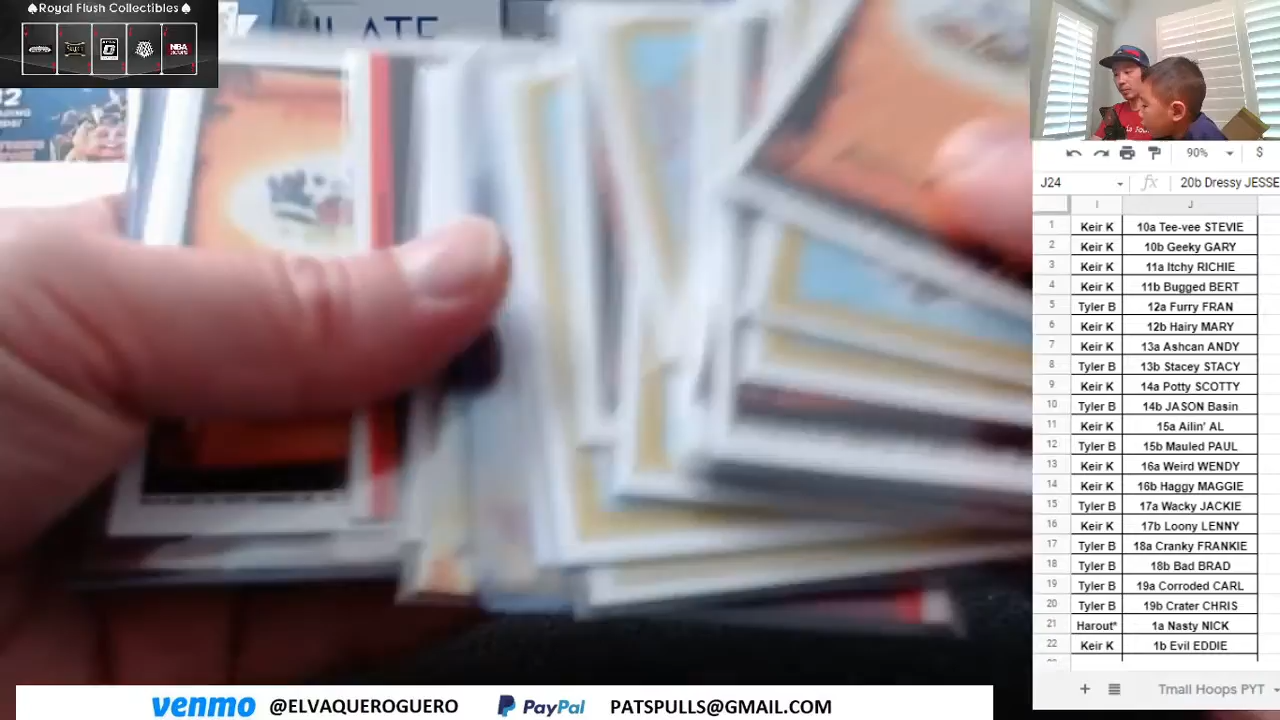 ♠Royal Flush Collectibles♠
NBA
ULATE
90%
$
J24
fx
20b Dressy JESSE
I
J
1 Keir K 10a Tee-vee STEVIE
2 Keir K 10b Geeky GARY
3 Keir K 11a Itchy RICHIE
4 Keir K 11b Bugged BERT
5 Tyler B 12a Furry FRAN
6 Keir K 12b Hairy MARY
7 Keir K 13a Ashcan ANDY
8 Tyler B 13b Stacey STACY
9 Keir K 14a Potty SCOTTY
10 Tyler B 14b JASON Basin
11 Keir K 15a Ailin' AL
12 Tyler B 15b Mauled PAUL
13 Keir K 16a Weird WENDY
14 Keir K 16b Haggy MAGGIE
15 Tyler B 17a Wacky JACKIE
16 Keir K 17b Loony LENNY
17 Tyler B 18a Cranky FRANKIE
18 Tyler B 18b Bad BRAD
19 Tyler B 19a Corroded CARL
20 Tyler B 19b Crater CHRIS
21 Harout* 1a Nasty NICK
22 Keir K 1b Evil EDDIE
+
Tmall Hoops PYT
venmo @ELVAQUEROGUERO
PayPal PATSPULLS@GMAIL.COM